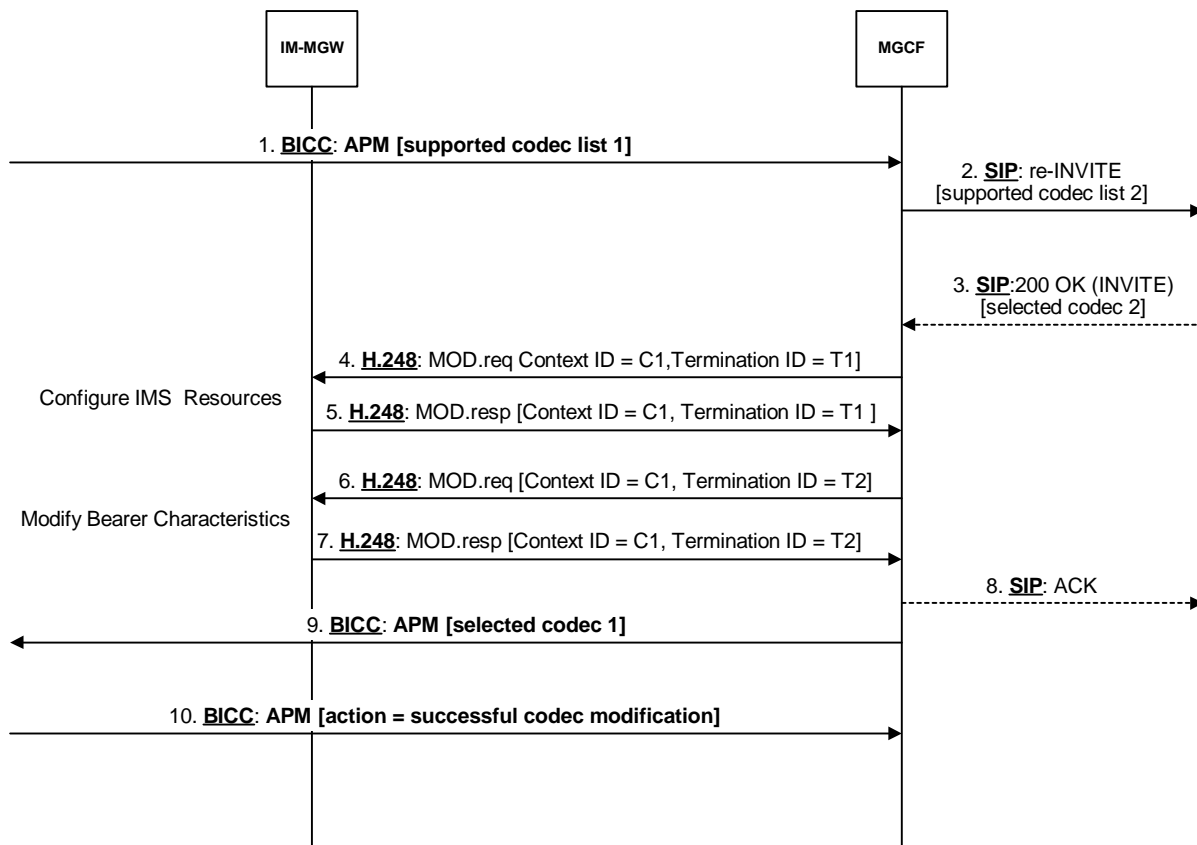 IM-MGW
MGCF
1. BICC: APM [supported codec list 1]
2. SIP: re-INVITE
[supported codec list 2]
3. SIP:200 OK (INVITE)
[selected codec 2]
4. H.248: MOD.req Context ID = C1,Termination ID = T1]
Configure IMS  Resources
5. H.248: MOD.resp [Context ID = C1, Termination ID = T1 ]
6. H.248: MOD.req [Context ID = C1, Termination ID = T2]
Modify Bearer Characteristics
7. H.248: MOD.resp [Context ID = C1, Termination ID = T2]
8. SIP: ACK
9. BICC: APM [selected codec 1]
10. BICC: APM [action = successful codec modification]